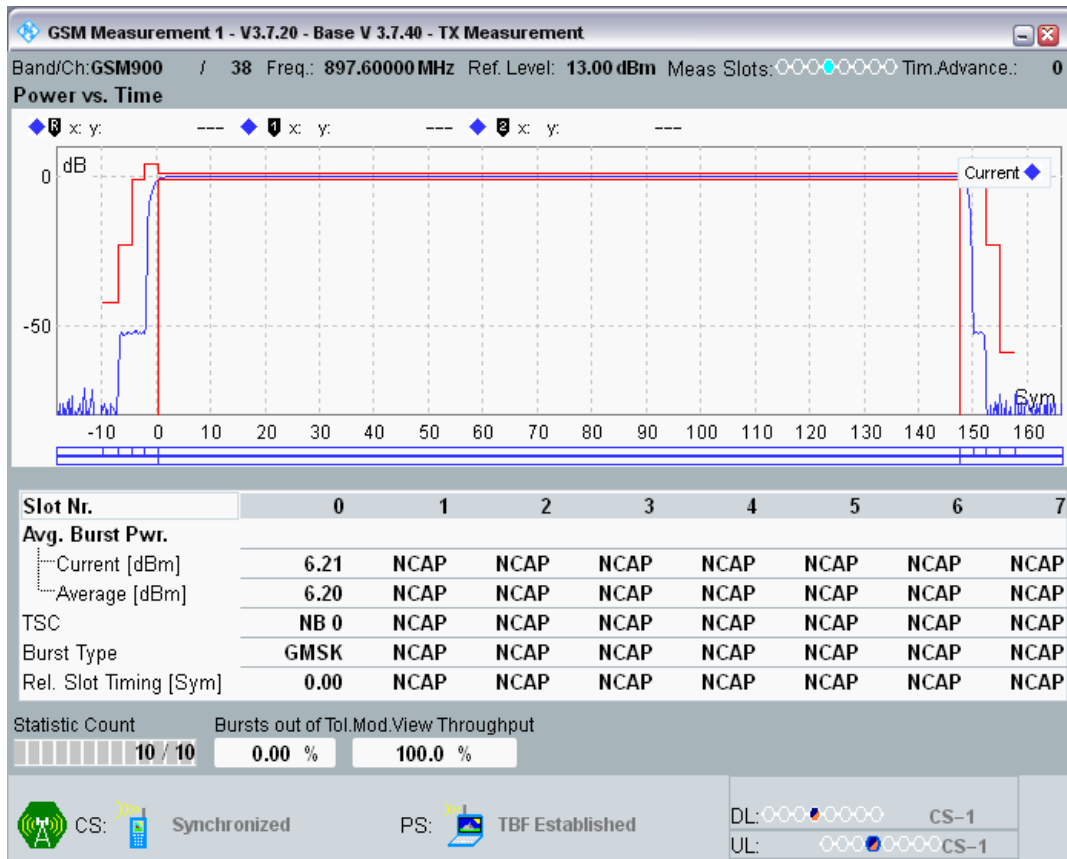 GSM Measurement 1 - V3.7.20 - Base V 3.7.40 - TX Measurement
Band/Ch:GSM900 / 38 Freq.: 897.60000 MHz Ref. Level: 13.00 dBm Meas Slots: Tim.Advance.: 0
Power vs. Time
R x: y: --- 1 x: y: --- 2 x: y: ---
dB
Current
0
-50
Sym
-10 0 10 20 30 40 50 60 70 80 90 100 110 120 130 140 150 160
Slot Nr. 0 1 2 3 4 5 6 7
Avg. Burst Pwr.
Current [dBm] 6.21 NCAP NCAP NCAP NCAP NCAP NCAP NCAP
Average [dBm] 6.20 NCAP NCAP NCAP NCAP NCAP NCAP NCAP
TSC NB 0 NCAP NCAP NCAP NCAP NCAP NCAP NCAP
Burst Type GMSK NCAP NCAP NCAP NCAP NCAP NCAP NCAP
Rel. Slot Timing [Sym] 0.00 NCAP NCAP NCAP NCAP NCAP NCAP NCAP
Statistic Count Bursts out of Tol. Mod.View Throughput
10 / 10 0.00 % 100.0 %
CS: Synchronized PS: TBF Established
DL: CS-1
UL: CS-1